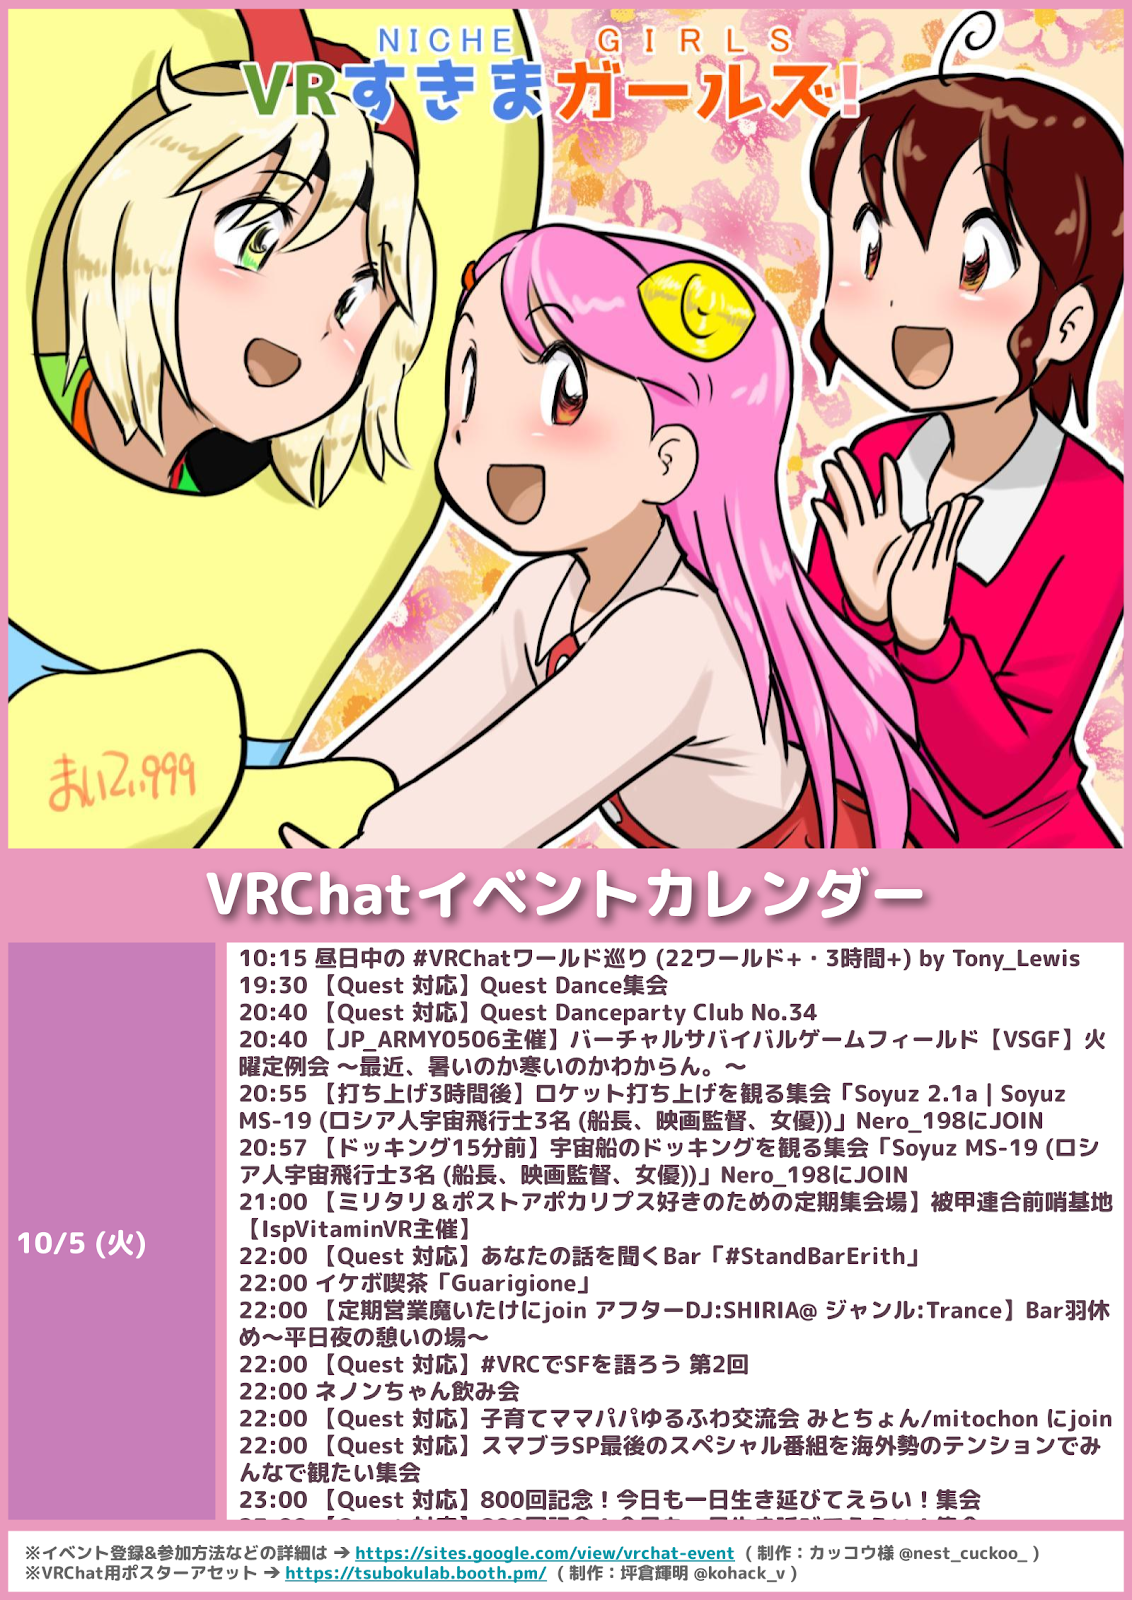 NICHE GIRLS
VRすきまガールズ!
まいてい999
VRChatイベントカレンダー
10/5 (火)
10:15 昼日中の #VRChatワールド巡り (22ワールド+・3時間+) by Tony_Lewis
19:30 【Quest 対応】Quest Dance集会
20:40 【Quest 対応】Quest Danceparty Club No.34
20:40 【JP_ARMY0506主催】バーチャルサバイバルゲームフィールド【VSGF】火
曜定例会 ～最近、暑いのか寒いのかわからん。～
20:55 【打ち上げ3時間後】ロケット打ち上げを観る集会「Soyuz 2.1a | Soyuz
MS-19 (ロシア人宇宙飛行士3名 (船長、映画監督、女優))」Nero_198にJOIN
20:57 【ドッキング15分前】宇宙船のドッキングを観る集会「Soyuz MS-19 (ロシ
ア人宇宙飛行士3名 (船長、映画監督、女優))」Nero_198にJOIN
21:00 【ミリタリ＆ポストアポカリプス好きのための定期集会場】被甲連合前哨基地
【IspVitaminVR主催】
22:00 【Quest 対応】あなたの話を聞くBar「#StandBarErith」
22:00 イケボ喫茶「Guarigione」
22:00 【定期営業魔いたけにjoin アフターDJ:SHIRIA@ ジャンル:Trance】Bar羽休
め～平日夜の憩いの場～
22:00 【Quest 対応】#VRCでSFを語ろう 第2回
22:00 ネノンちゃん飲み会
22:00 【Quest 対応】子育てママパパゆるふわ交流会 みとちょん/mitochon にjoin
22:00 【Quest 対応】スマブラSP最後のスペシャル番組を海外勢のテンションでみ
んなで観たい集会
23:00 【Quest 対応】800回記念！今日も一日生き延びてえらい！集会
※イベント登録&参加方法などの詳細は → https://sites.google.com/view/vrchat-event ( 制作：カッコウ様 @nest_cuckoo_ )
※VRChat用ポスターアセット → https://tsubokulab.booth.pm/ ( 制作：坪倉輝明 @kohack_v )